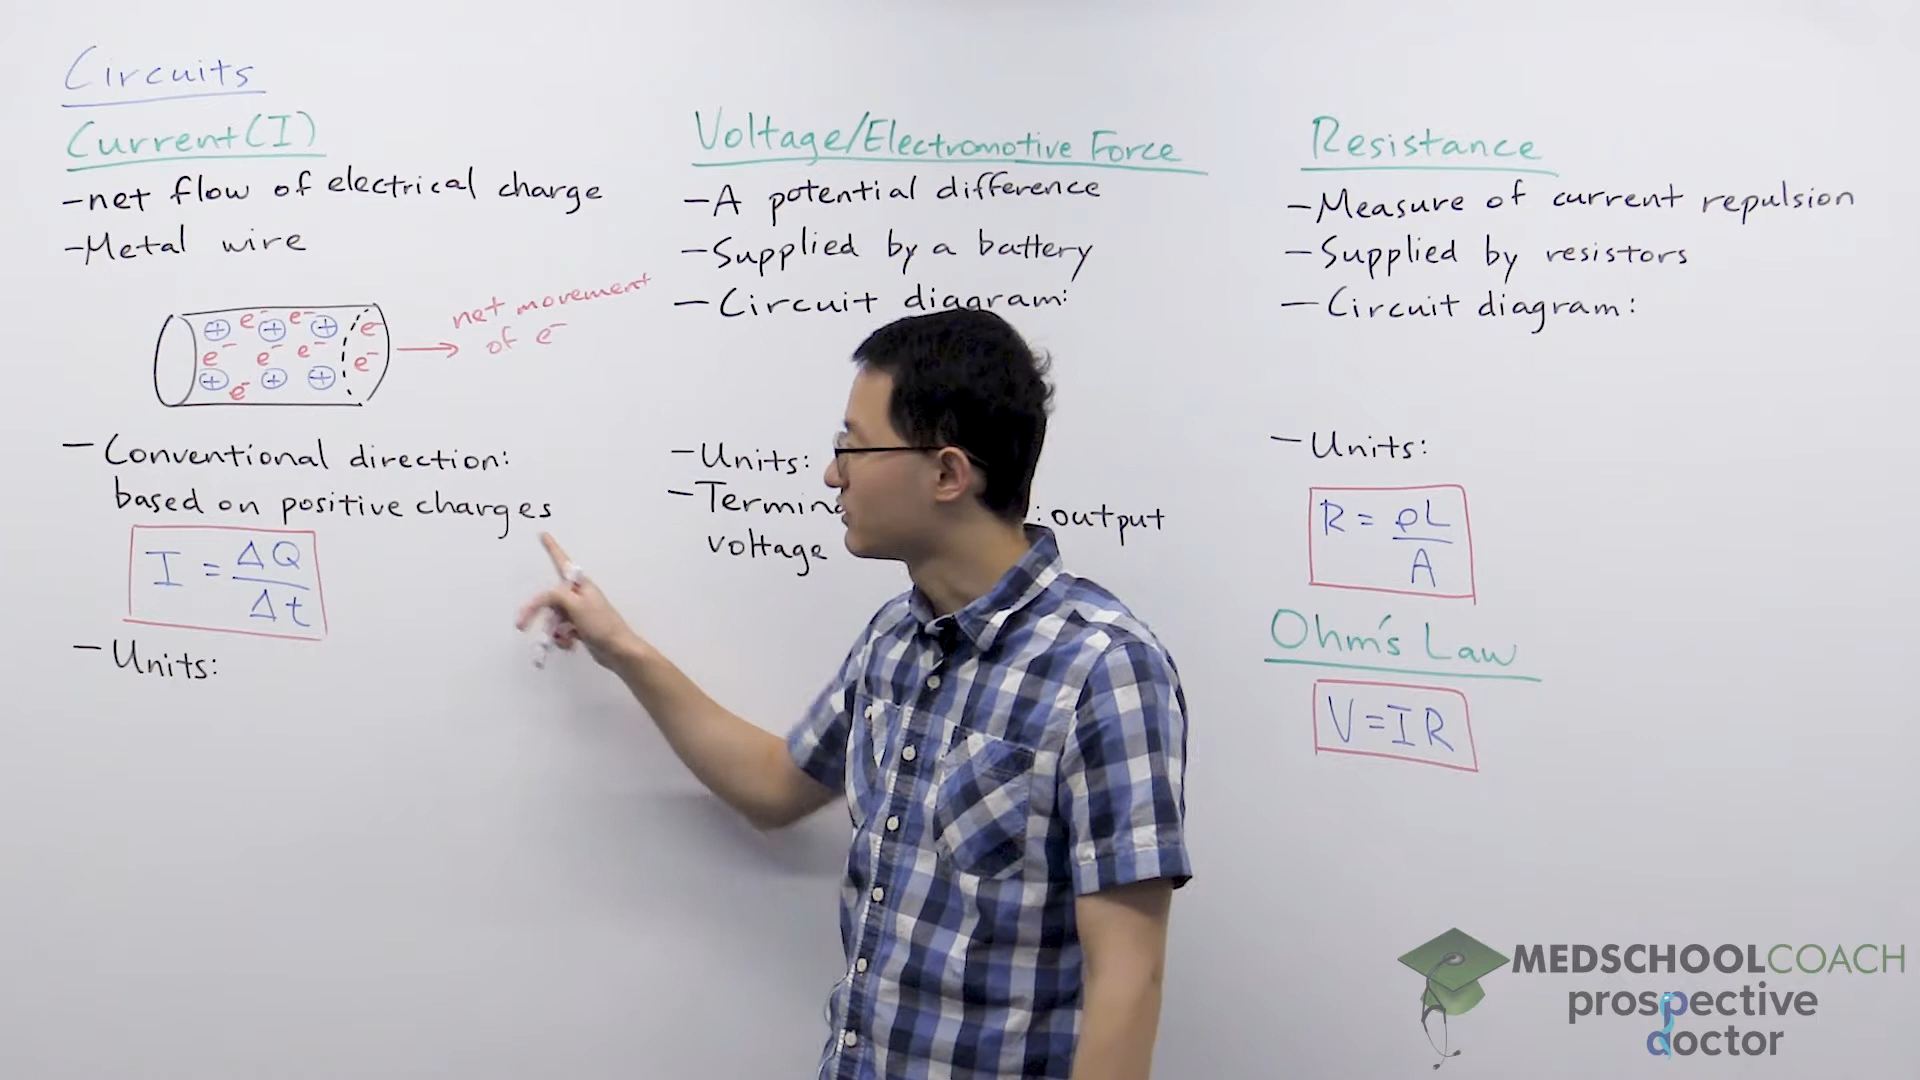 Circuits
Current (I)
-net flow of electrical charge
-Metal wire
net movement
of e⁻
e⁻ e⁻ e⁻
+ + +
e⁻ e⁻ e⁻ e⁻
+ + +
e⁻
- Conventional direction:
based on positive charges
I = ΔQ
Δt
- Units:
Voltage/Electromotive Force
-A potential difference
-Supplied by a battery
- Circuit diagram:
-Units:
- : output
voltage
Resistance
-Measure of current repulsion
-Supplied by resistors
- Circuit diagram:
- Units:
R = ρL
A
Ohm's Law
V = IR
MEDSCHOOLCOACH
prospective
doctor